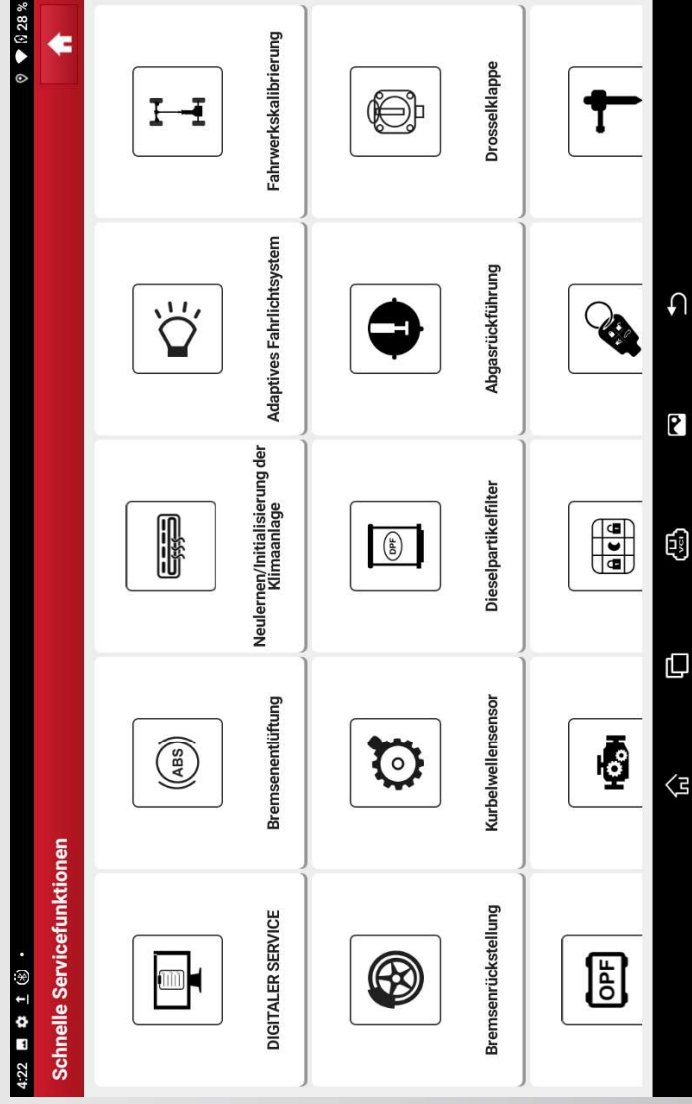 4:22
28 %
Schnelle Servicefunktionen
DIGITALER SERVICE
ABS
Bremsenentlüftung
Neulernen/Initialisierung der
Klimaanlage
Adaptives Fahrlichtsystem
Fahrwerkskalibrierung
Bremsenrückstellung
Kurbelwellensensor
DPF
Dieselpartikelfilter
Abgasrückführung
Drosselklappe
OPF
VCI